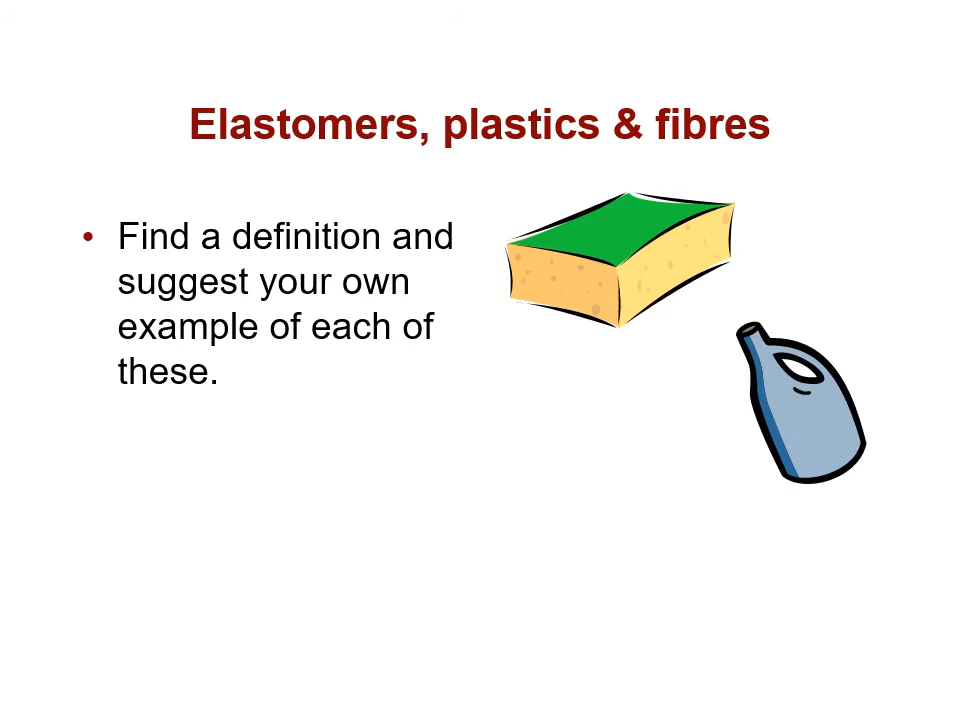 Elastomers, plastics & fibres
• Find a definition and
suggest your own
example of each of
these.